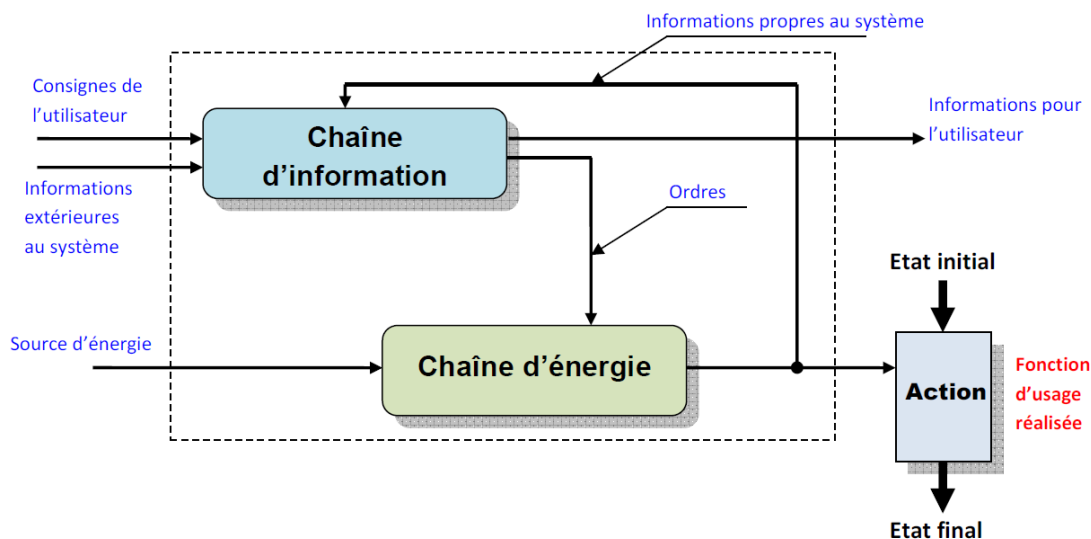 Informations propres au système
Consignes de
l'utilisateur
Informations pour
l'utilisateur
Chaîne
d'information
Informations
extérieures
au système
Ordres
Etat initial
Source d'énergie
Chaîne d'énergie
Action
Fonction
d'usage
réalisée
Etat final